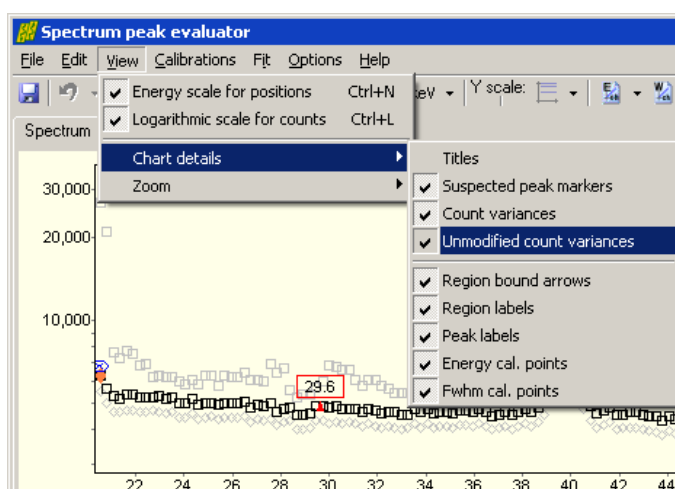 Spectrum peak evaluator
File Edit View Calibrations Fit Options Help
Energy scale for positions Ctrl+N
Logarithmic scale for counts Ctrl+L
Chart details
Zoom
keV
Y scale:
Spectrum
Titles
Suspected peak markers
Count variances
Unmodified count variances
Region bound arrows
Region labels
Peak labels
Energy cal. points
Fwhm cal. points
30,000
20,000
10,000
29.6
22 24 26 28 30 32 34 36 38 40 42 44